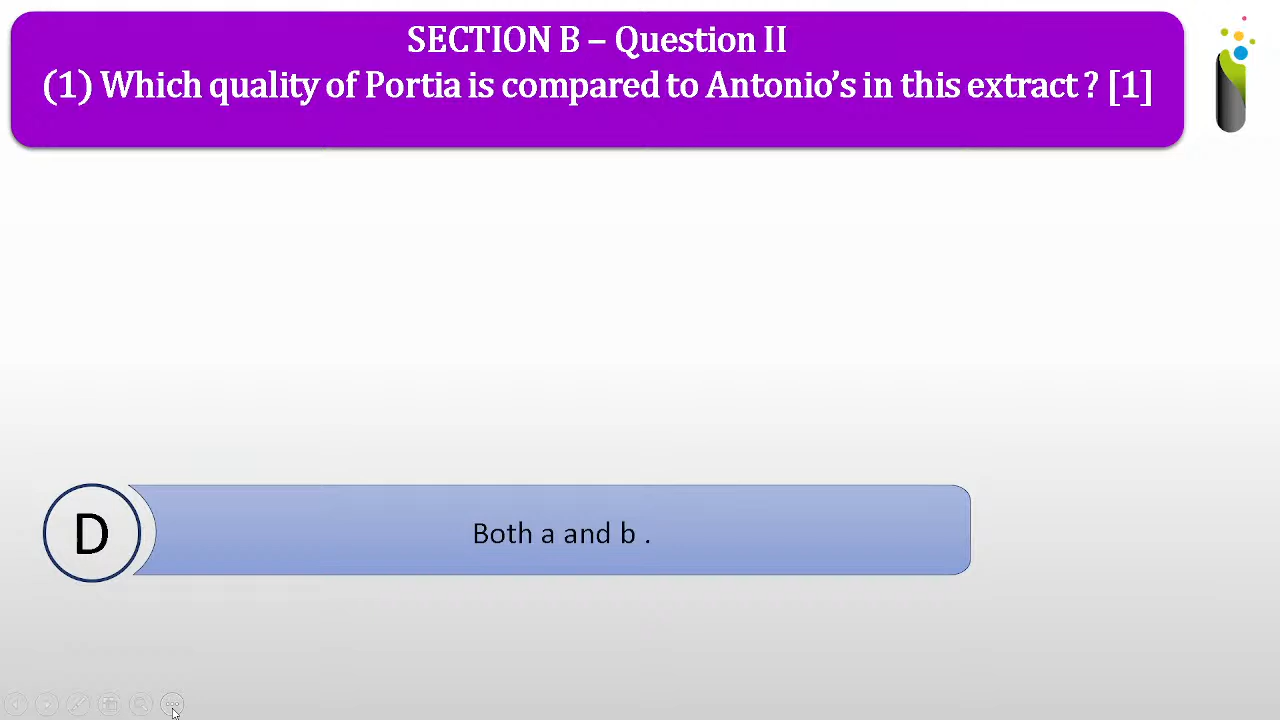 SECTION B – Question II
(1) Which quality of Portia is compared to Antonio’s in this extract ? [1]
D
Both a and b .